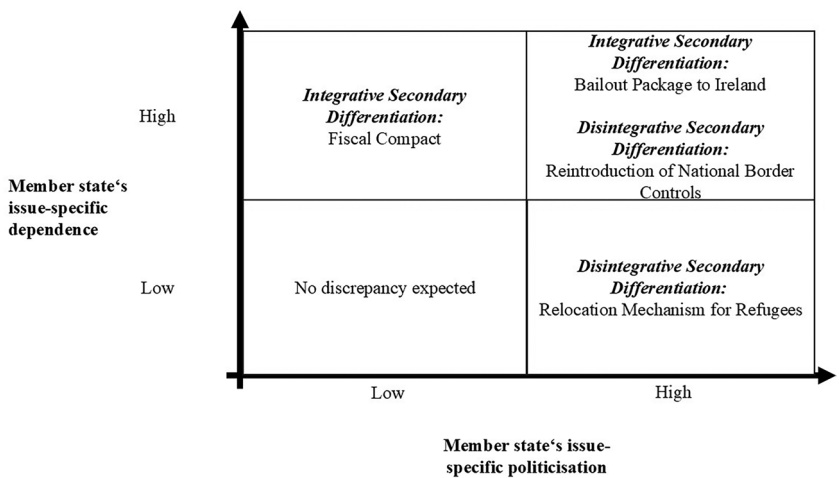 Integrative Secondary
Differentiation:
Bailout Package to Ireland
Integrative Secondary
Differentiation:
Fiscal Compact
High
Disintegrative Secondary
Differentiation:
Reintroduction of National Border
Controls
Member state‘s
issue-specific
dependence
Low
No discrepancy expected
Disintegrative Secondary
Differentiation:
Relocation Mechanism for Refugees
Low
High
Member state‘s issue-
specific politicisation